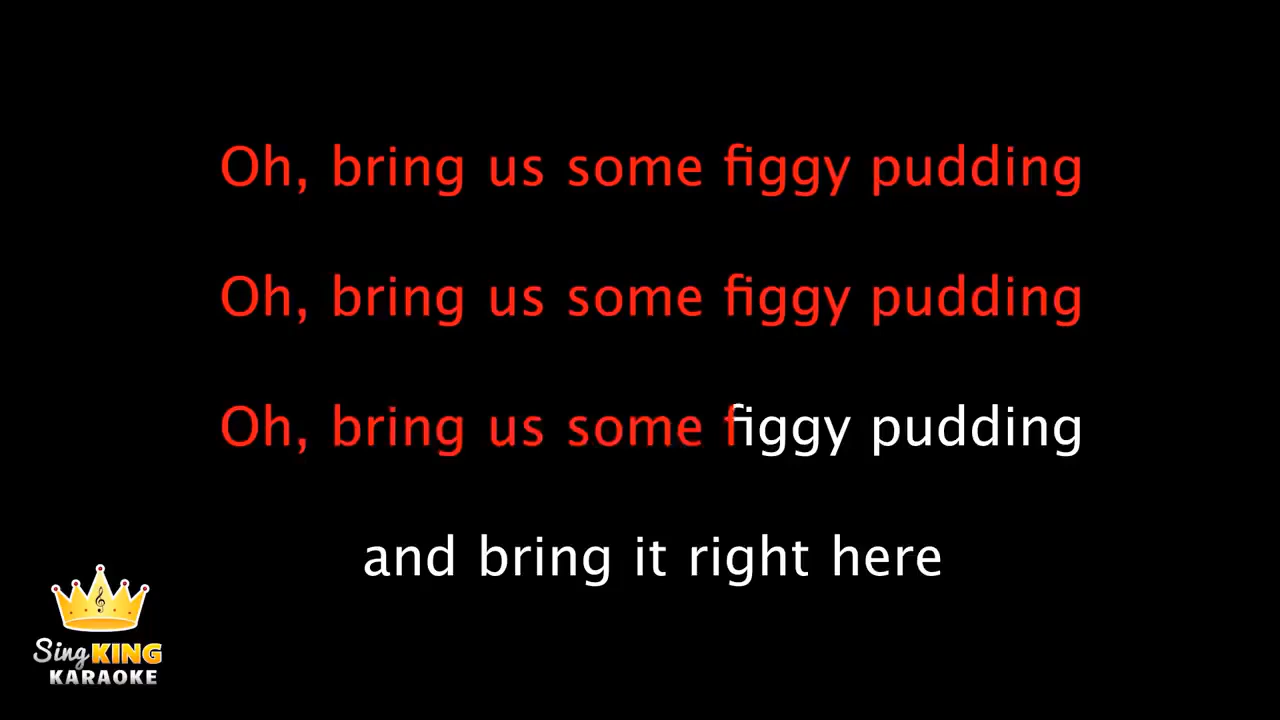 Oh, bring us some figgy pudding
Oh, bring us some figgy pudding
Oh, bring us some figgy pudding
and bring it right here
Sing KING
KARAOKE